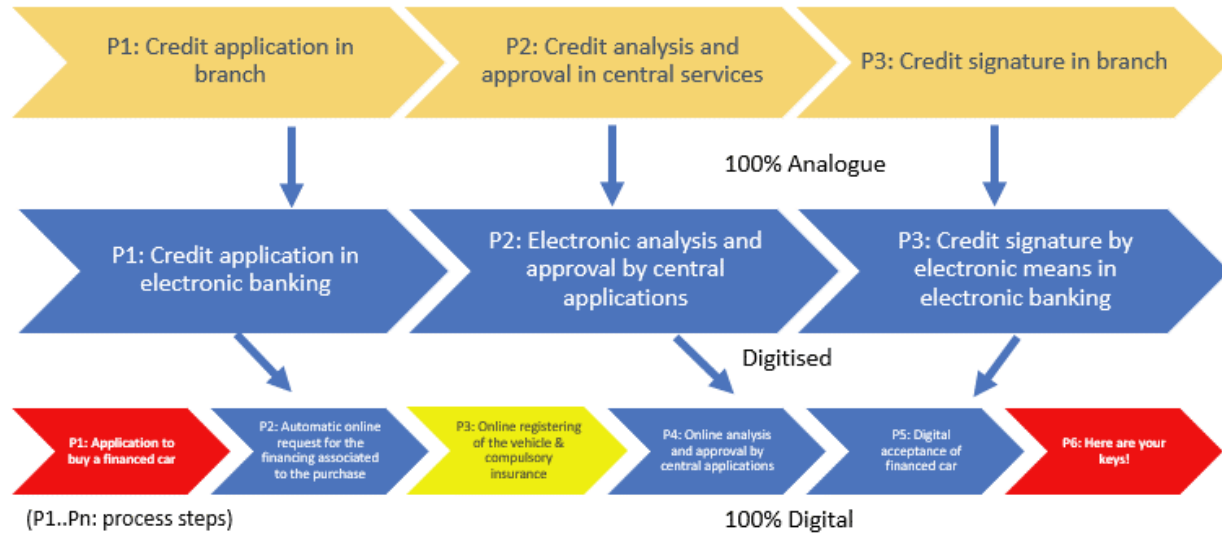 P1: Credit application in
branch
P2: Credit analysis and
approval in central services
P3: Credit signature in branch
100% Analogue
P1: Credit application in
electronic banking
P2: Electronic analysis and
approval by central
applications
P3: Credit signature by
electronic means in
electronic banking
Digitised
P1: Application to
buy a financed car
P2: Automatic online
request for the
financing associated
to the purchase
P3: Online registering
of the vehicle &
compulsory
insurance
P4: Online analysis
and approval by
central applications
P5: Digital
acceptance of
financed car
P6: Here are your
keys!
(P1..Pn: process steps)
100% Digital